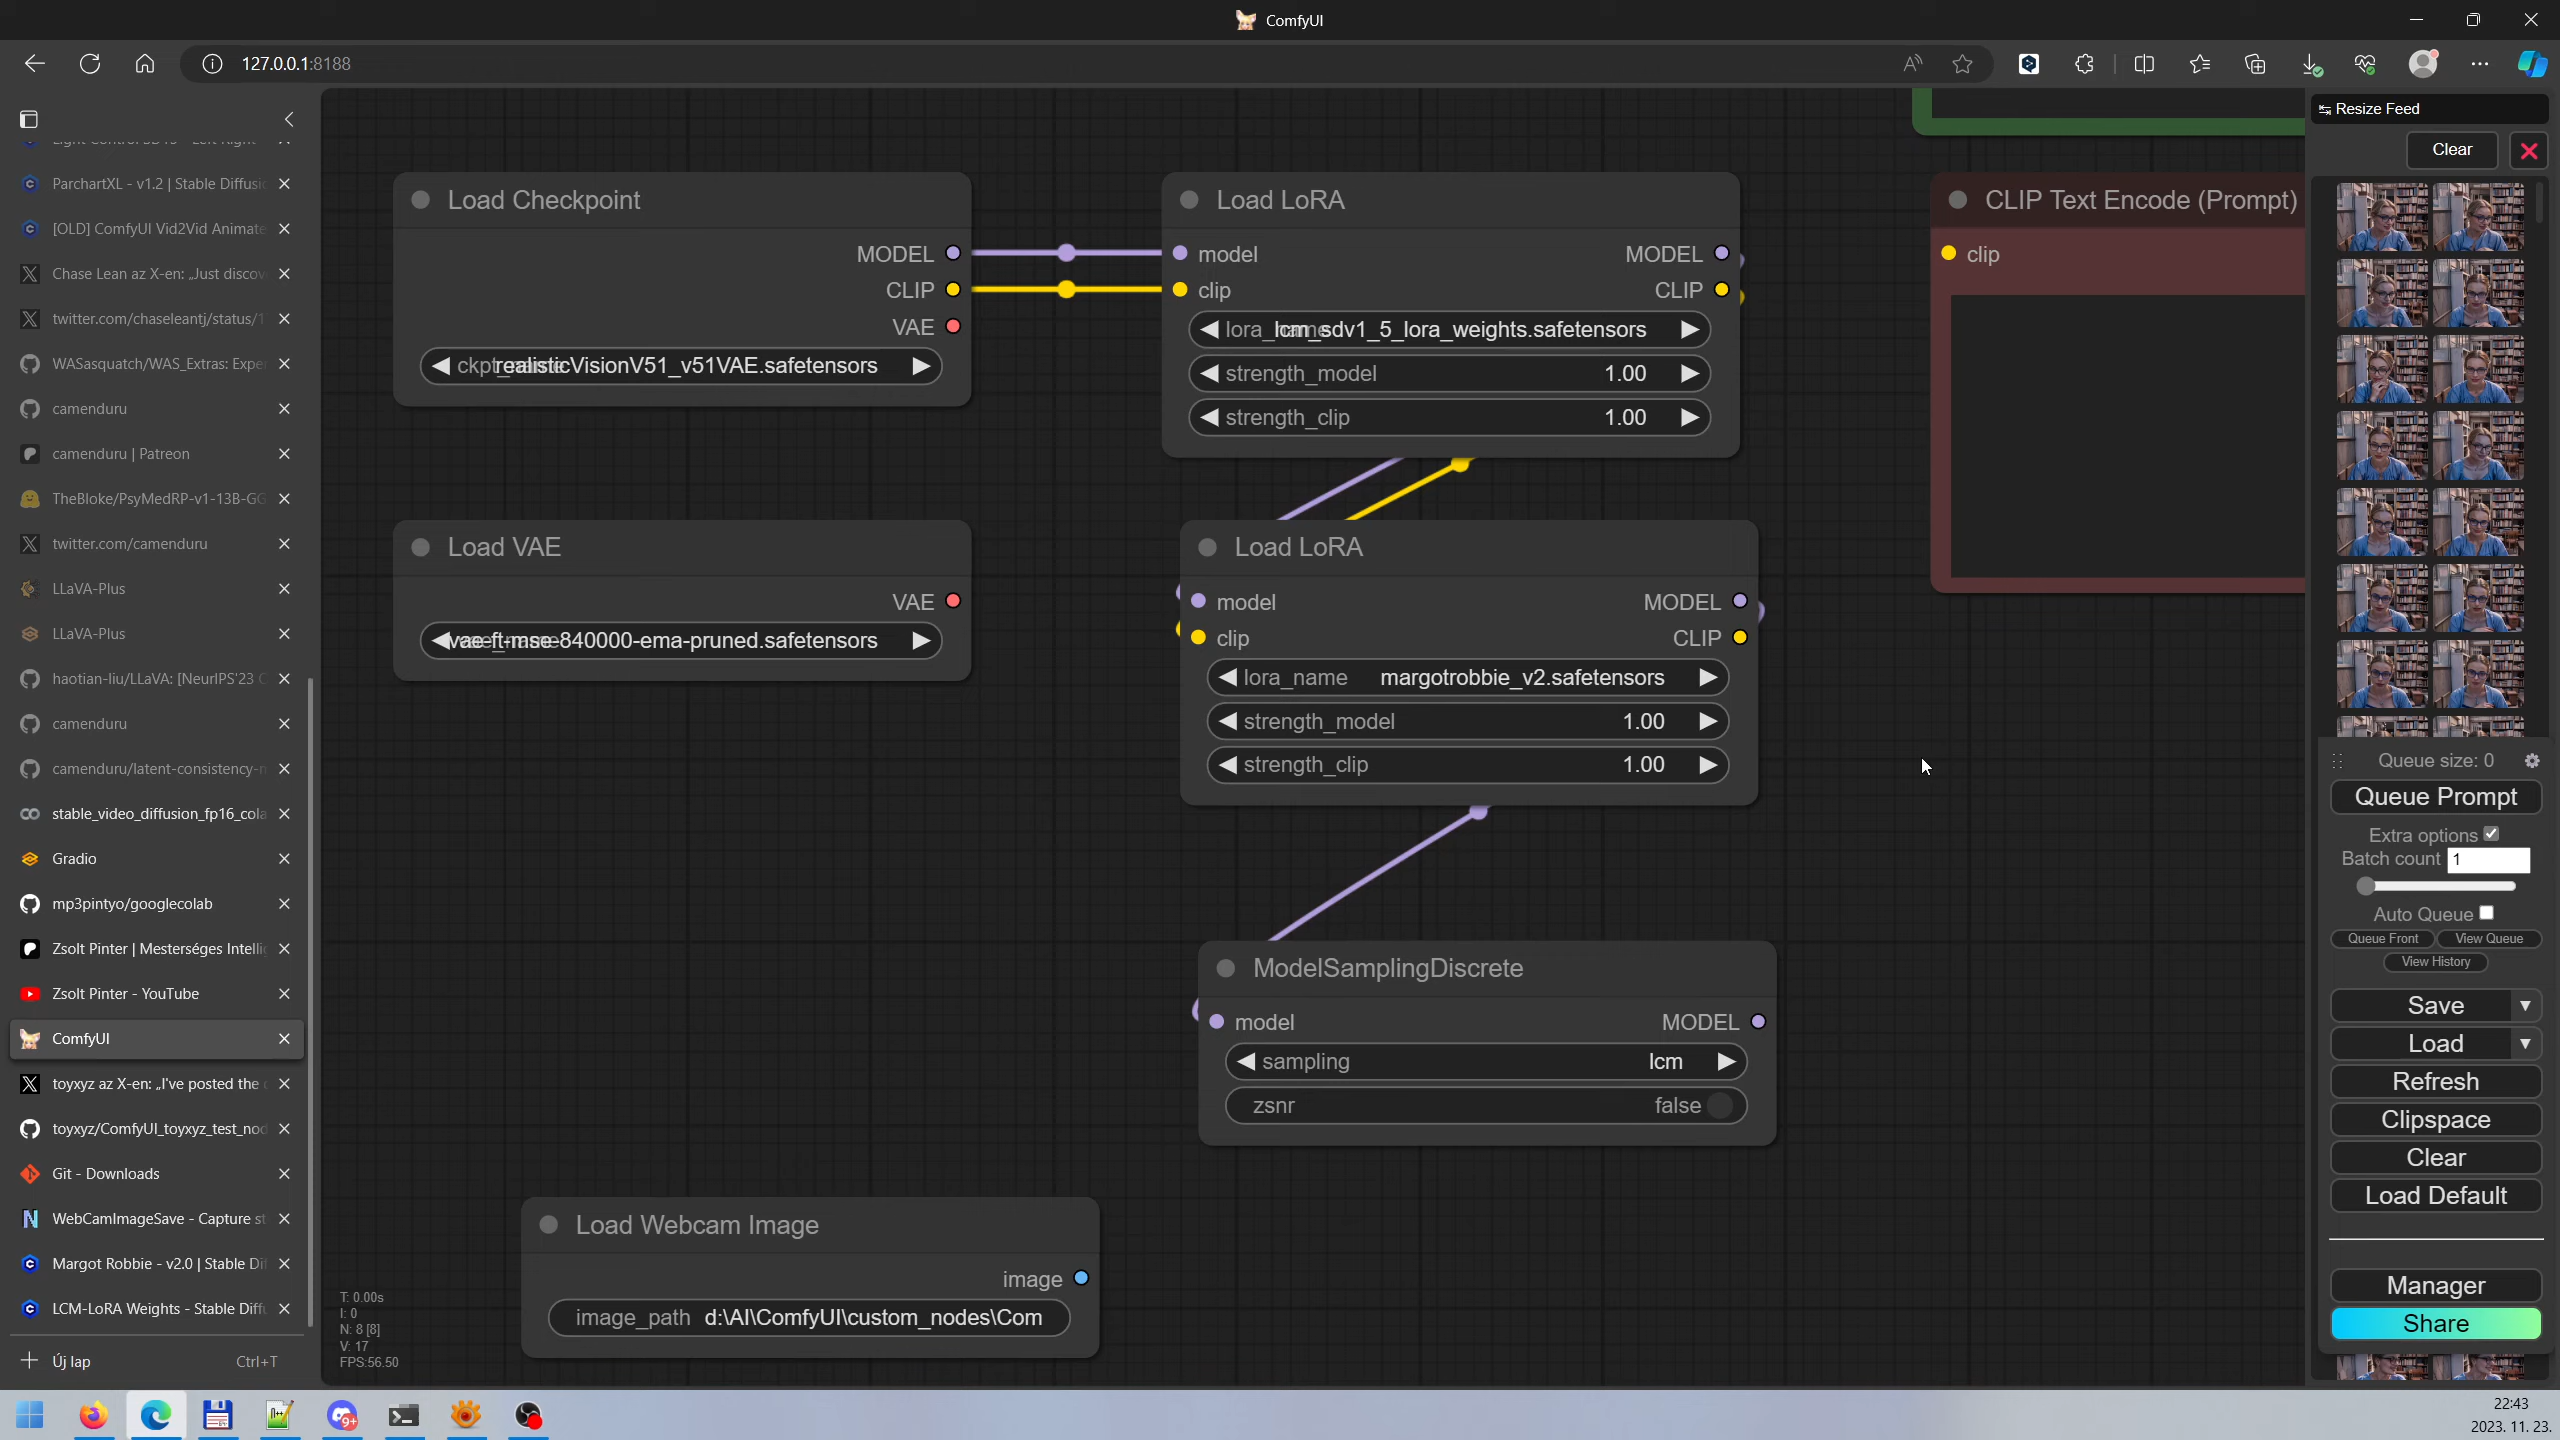 ComfyUI
127.0.0.1:8188
ParchartXL - v1.2 | Stable Diffusi
[OLD] ComfyUI Vid2Vid Animate
Chase Lean az X-en: „Just discov
twitter.com/chaseleantj/status/1
WASasquatch/WAS_Extras: Expe
camenduru
camenduru | Patreon
TheBloke/PsyMedRP-v1-13B-GG
twitter.com/camenduru
LLaVA-Plus
LLaVA-Plus
haotian-liu/LLaVA: [NeurIPS'23 O
camenduru
camenduru/latent-consistency-m
stable_video_diffusion_fp16_cola
Gradio
mp3pintyo/googlecolab
Zsolt Pinter | Mesterséges Intelli
Zsolt Pinter - YouTube
ComfyUI
toyxyz az X-en: „I've posted the
toyxyz/ComfyUI_toyxyz_test_nod
Git - Downloads
WebCamImageSave - Capture st
Margot Robbie - v2.0 | Stable Dif
LCM-LoRA Weights - Stable Diffu
Új lap Ctrl+T
Load Checkpoint
MODEL
CLIP
VAE
realisticVisionV51_v51VAE.safetensors
Load VAE
VAE
vae-ft-mse-840000-ema-pruned.safetensors
Load LoRA
model MODEL
clip CLIP
lcm_sdv1_5_lora_weights.safetensors
strength_model 1.00
strength_clip 1.00
Load LoRA
model MODEL
clip CLIP
lora_name margotrobbie_v2.safetensors
strength_model 1.00
strength_clip 1.00
ModelSamplingDiscrete
model MODEL
sampling lcm
zsnr false
Load Webcam Image
image
image_path d:\AI\ComfyUI\custom_nodes\Com
T: 0.00s
I: 0
N: 8 [8]
V: 17
FPS:56.50
CLIP Text Encode (Prompt)
clip
Resize Feed
Clear
Queue size: 0
Queue Prompt
Extra options
Batch count 1
Auto Queue
Queue Front View Queue
View History
Save
Load
Refresh
Clipspace
Clear
Load Default
Manager
Share
9+
22:43
2023. 11. 23.